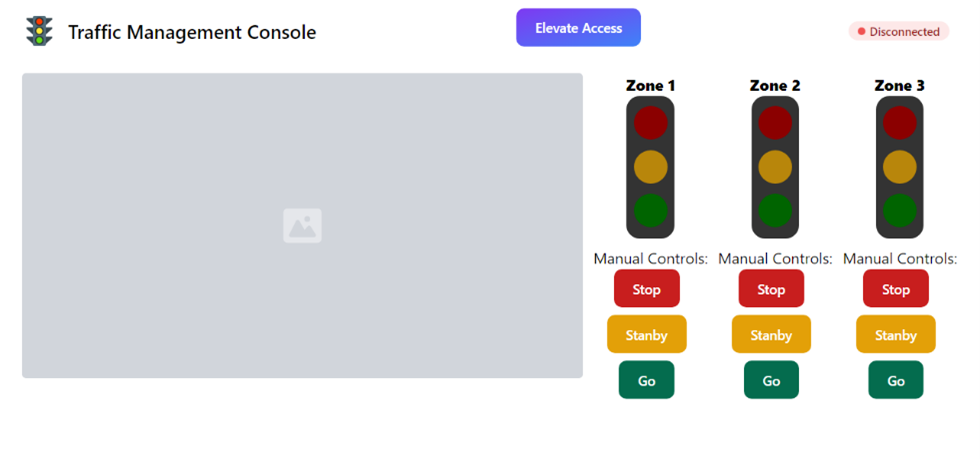 Traffic Management Console
Elevate Access
Disconnected
Zone 1
Zone 2
Zone 3
Manual Controls:
Manual Controls:
Manual Controls:
Stop
Stop
Stop
Stanby
Stanby
Stanby
Go
Go
Go